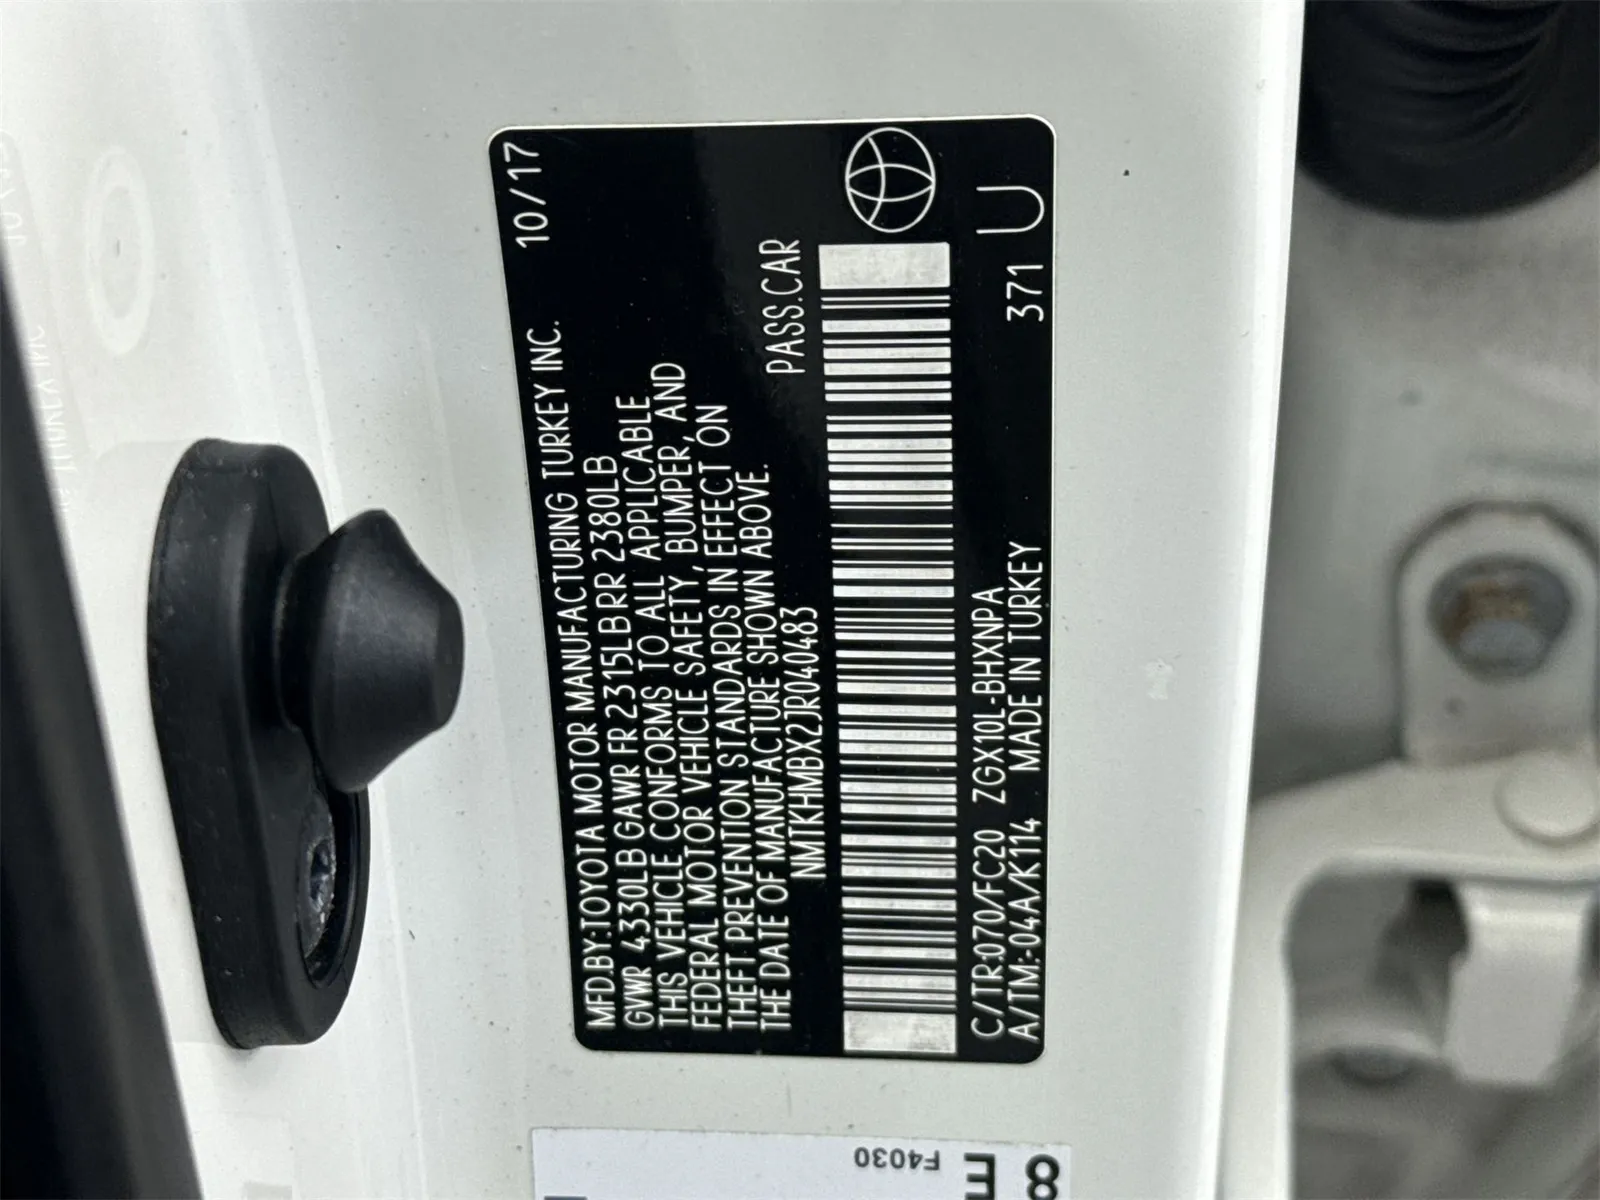 MFD.BY:TOYOTA MOTOR MANUFACTURING TURKEY INC. 10/17
GVWR 4330LB GAWR FR 2315LB RR 2380LB
THIS VEHICLE CONFORMS TO ALL APPLICABLE
FEDERAL MOTOR VEHICLE SAFETY, BUMPER, AND
THEFT PREVENTION STANDARDS IN EFFECT ON
THE DATE OF MANUFACTURE SHOWN ABOVE.
NMTKHMBX2JR040483 PASS.CAR
C/TR:070/FC20 ZGX10L-BHXNPA
A/TM:-04A/K114 MADE IN TURKEY 371 U
F4030